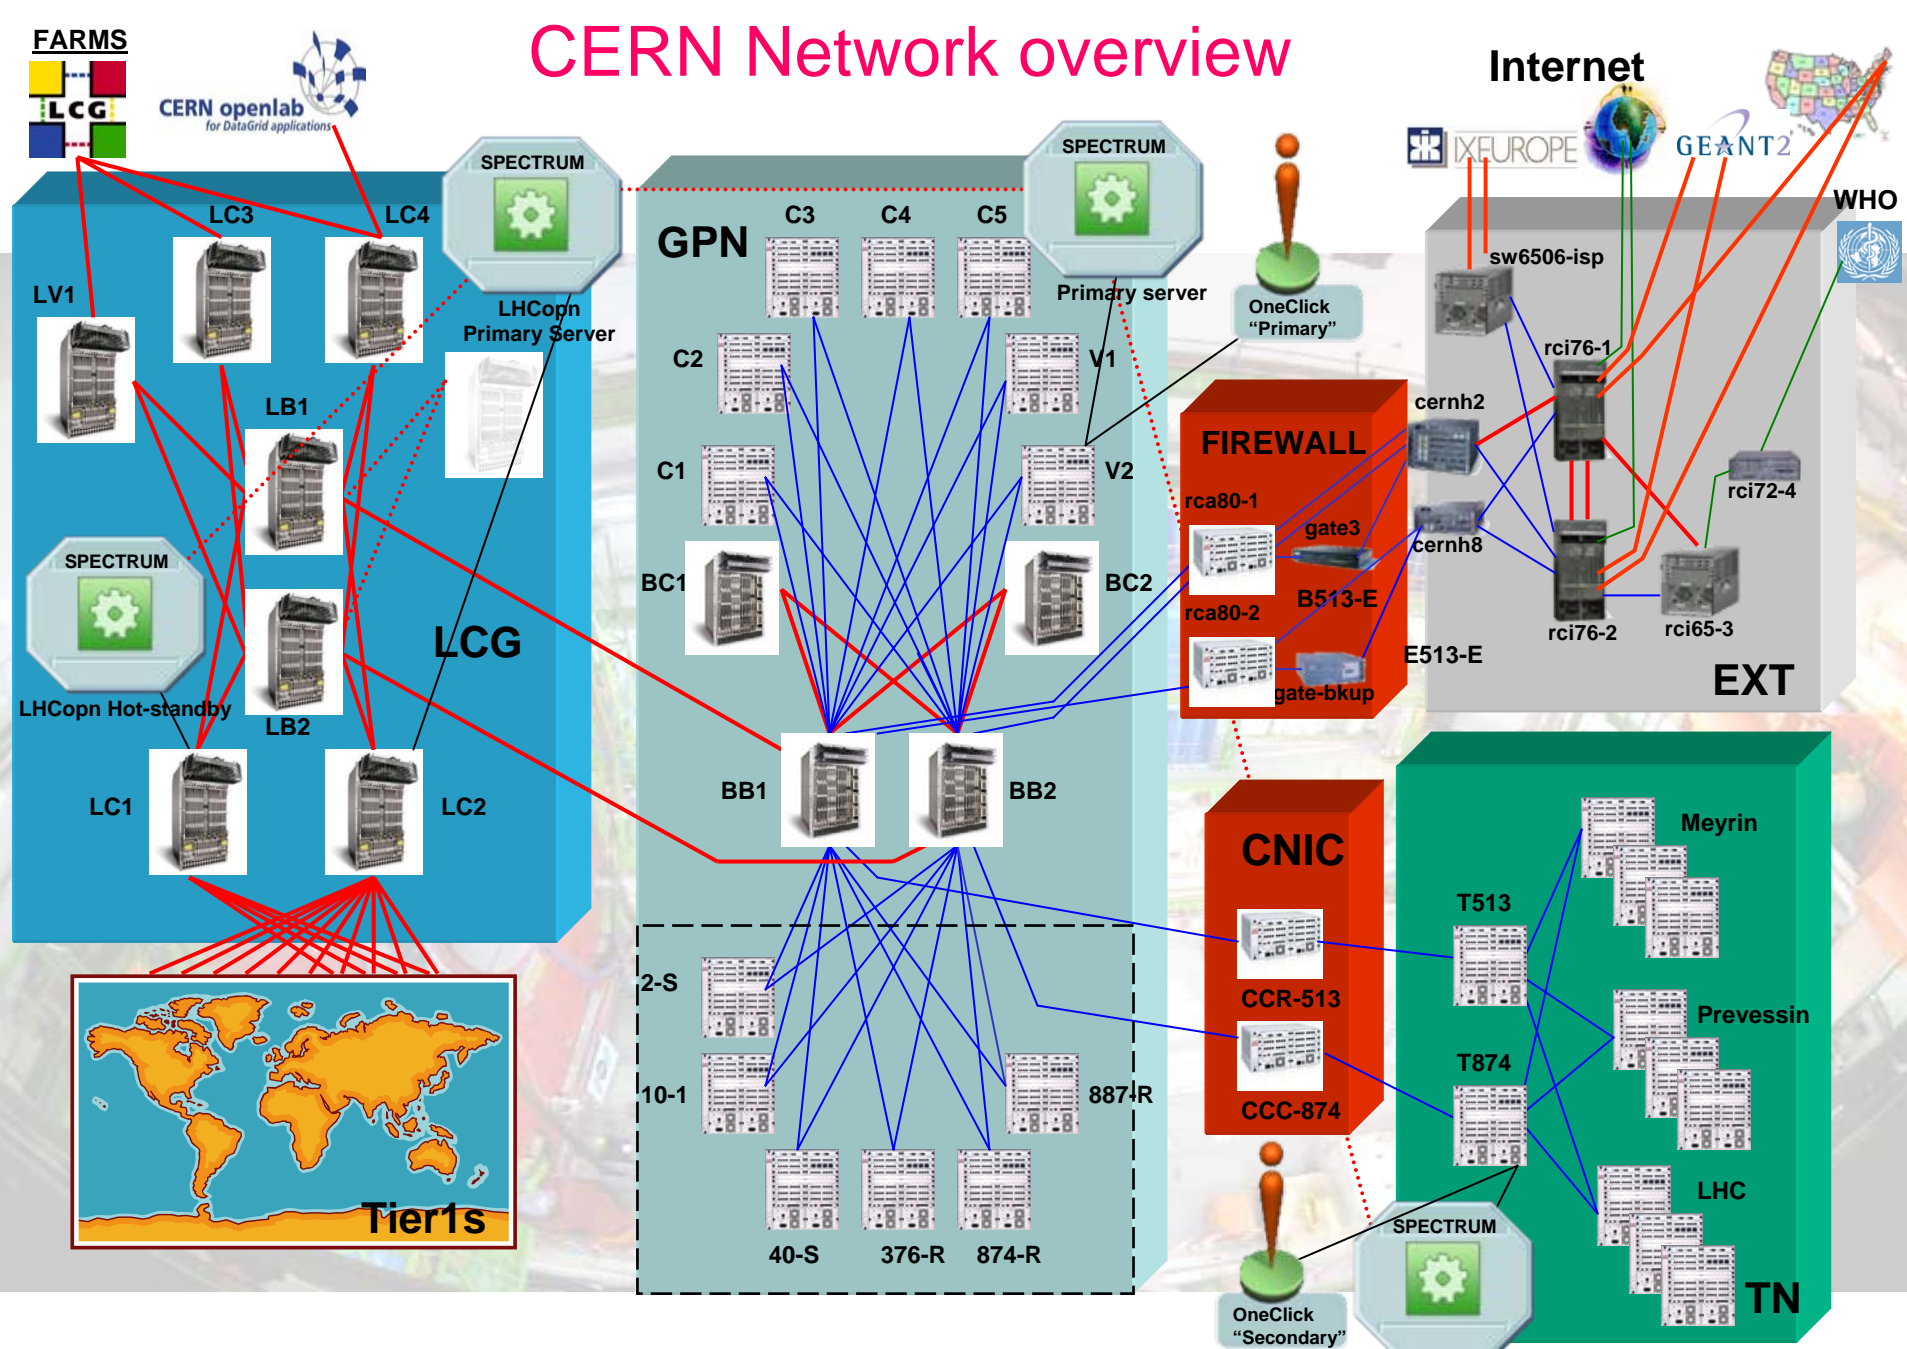 CERN Network overview
FARMS
LCG
CERN openlab
for DataGrid applications
Internet
IXEUROPE
GEANT2
WHO
SPECTRUM
LHCopn
Primary Server
SPECTRUM
Primary server
OneClick
“Primary”
LC3
LC4
LV1
LB1
SPECTRUM
LHCopn Hot-standby
LCG
LB2
LC1
LC2
Tier1s
GPN
C3
C4
C5
C2
V1
C1
V2
BC1
BC2
BB1
BB2
2-S
10-1
887-R
40-S
376-R
874-R
FIREWALL
rca80-1
gate3
B513-E
rca80-2
gate-bkup
cernh2
cernh8
E513-E
sw6506-isp
rci76-1
rci72-4
rci76-2
rci65-3
EXT
CNIC
CCR-513
CCC-874
T513
T874
Meyrin
Prevessin
LHC
TN
SPECTRUM
OneClick
“Secondary”